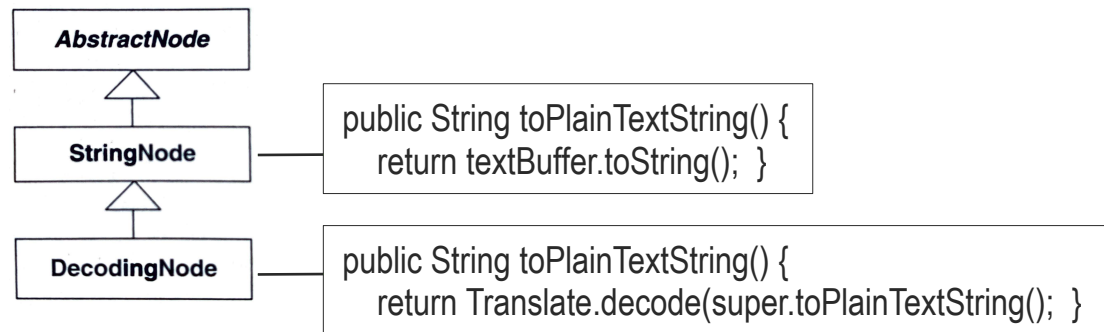 AbstractNode
StringNode
public String toPlainTextString() {
return textBuffer.toString(); }
DecodingNode
public String toPlainTextString() {
return Translate.decode(super.toPlainTextString(); }